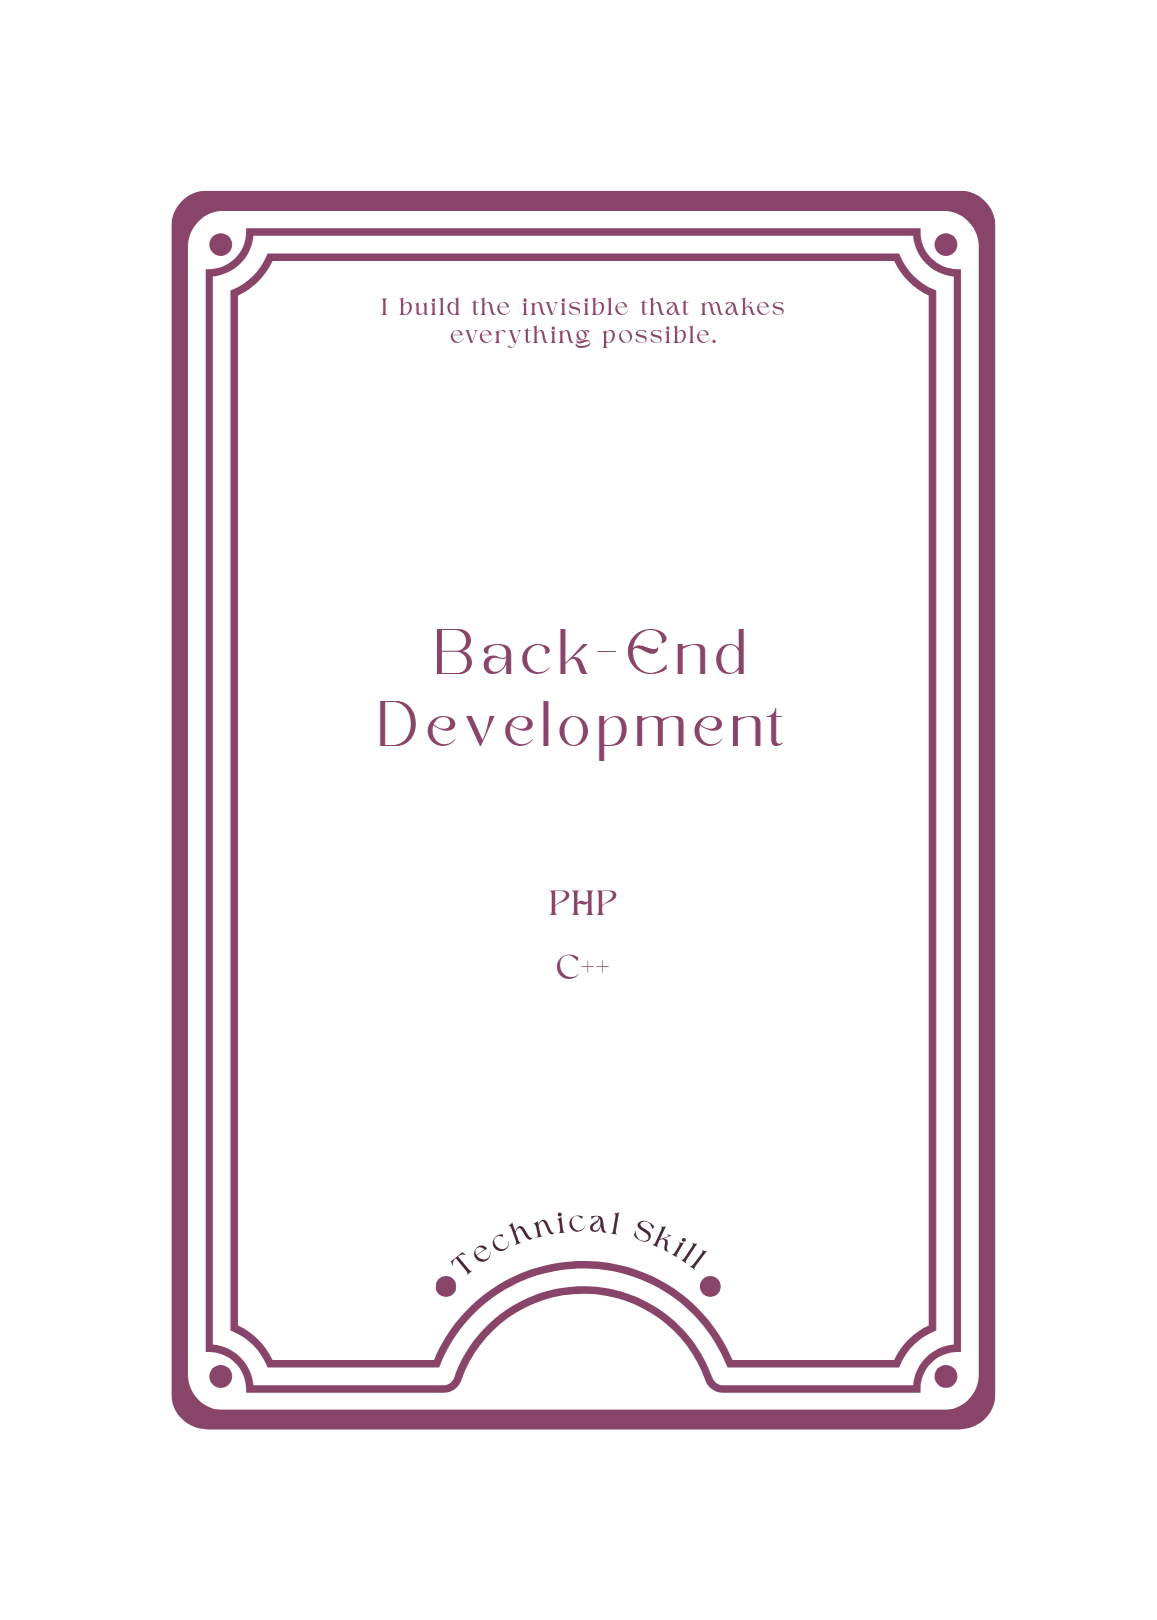 I build the invisible that makes
everything possible.
Back-End
Development
PHP
C++
Technical Skill